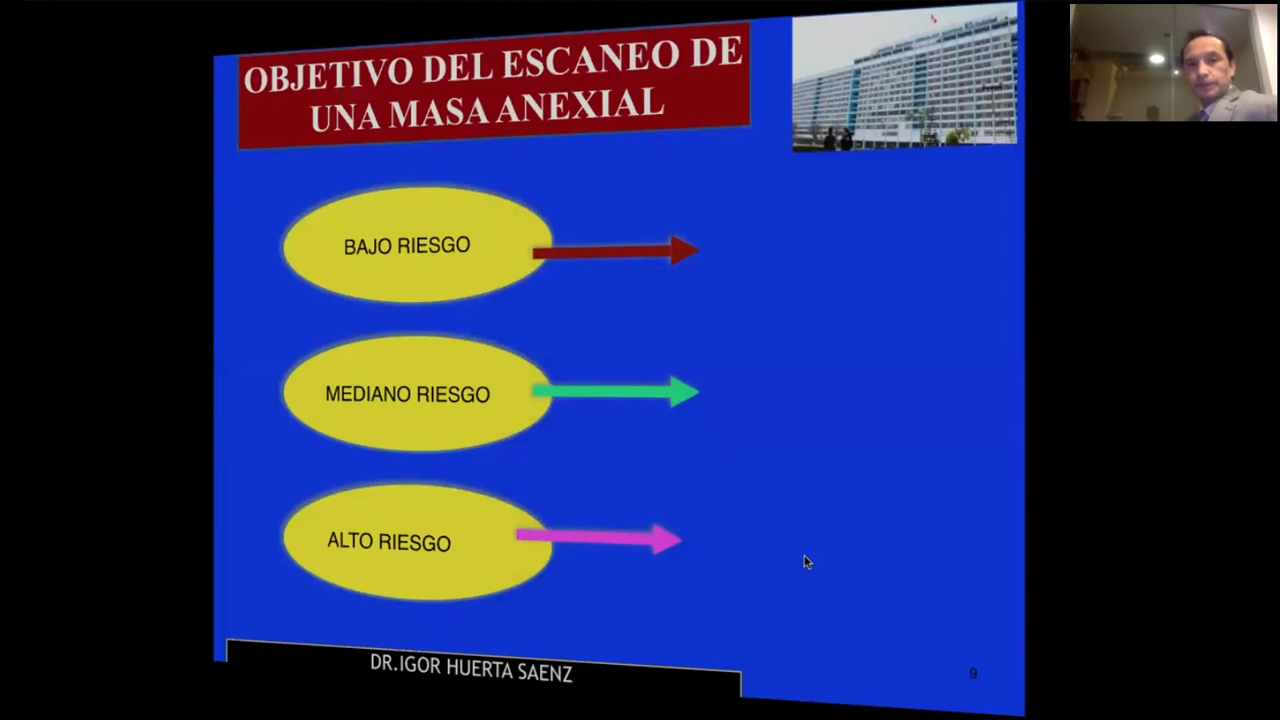 OBJETIVO DEL ESCANEO DE
UNA MASA ANEXIAL
BAJO RIESGO
MEDIANO RIESGO
ALTO RIESGO
DR.IGOR HUERTA SAENZ
9